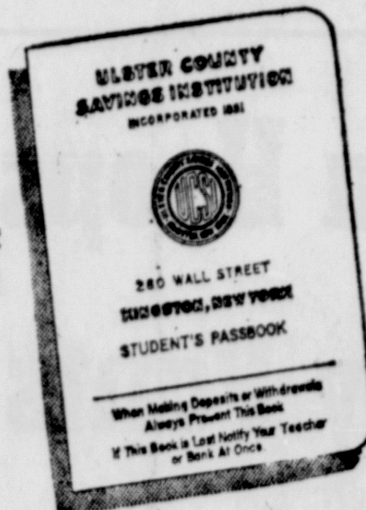 ULSTER COUNTY
SAVINGS INSTITUTION
INCORPORATED 1851
UCSI
280 WALL STREET
KINGSTON, NEW YORK
STUDENT'S PASSBOOK
When Making Deposits or Withdrawals
Always Present This Book
If This Book is Lost Notify Your Teacher
or Bank At Once.